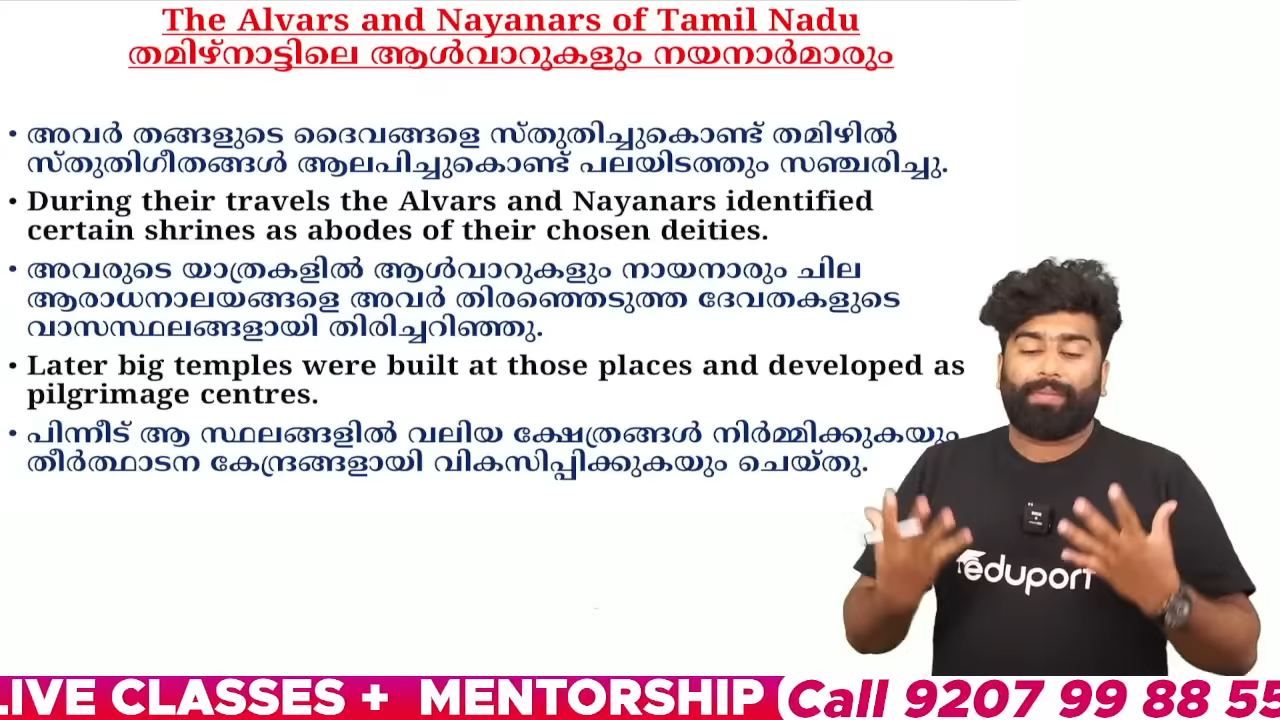 The Alvars and Nayanars of Tamil Nadu
തമിഴ്നാട്ടിലെ ആൾവാറുകളും നയനാർമാരും
• അവർ തങ്ങളുടെ ദൈവങ്ങളെ സ്തുതിച്ചുകൊണ്ട് തമിഴിൽ
സ്തുതിഗീതങ്ങൾ ആലപിച്ചുകൊണ്ട് പലയിടത്തും സഞ്ചരിച്ചു.
• During their travels the Alvars and Nayanars identified
certain shrines as abodes of their chosen deities.
• അവരുടെ യാത്രകളിൽ ആൾവാറുകളും നായനാരും ചില
ആരാധനാലയങ്ങളെ അവർ തിരഞ്ഞെടുത്ത ദേവതകളുടെ
വാസസ്ഥലങ്ങളായി തിരിച്ചറിഞ്ഞു.
• Later big temples were built at those places and developed as
pilgrimage centres.
• പിന്നീട് ആ സ്ഥലങ്ങളിൽ വലിയ ക്ഷേത്രങ്ങൾ നിർമ്മിക്കുകയും
തീർത്ഥാടന കേന്ദ്രങ്ങളായി വികസിപ്പിക്കുകയും ചെയ്തു.
eduport
LIVE CLASSES + MENTORSHIP Call 9207 99 88 55